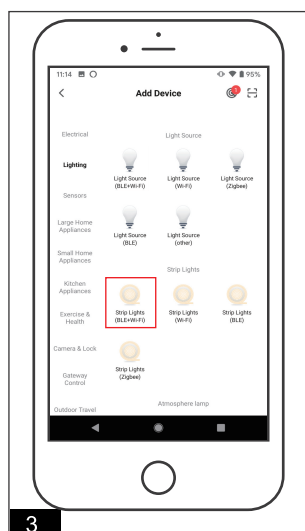 11:14
95%
Add Device
1
Electrical
Lighting
Sensors
Large Home
Appliances
Small Home
Appliances
Kitchen
Appliances
Exercise &
Health
Camera & Lock
Gateway
Control
Outdoor Travel
Light Source
Light Source
(BLE+Wi-Fi)
Light Source
(Wi-Fi)
Light Source
(Zigbee)
Light Source
(BLE)
Light Source
(other)
Strip Lights
Strip Lights
(BLE+Wi-Fi)
Strip Lights
(Wi-Fi)
Strip Lights
(BLE)
Strip Lights
(Zigbee)
Atmosphere lamp
3